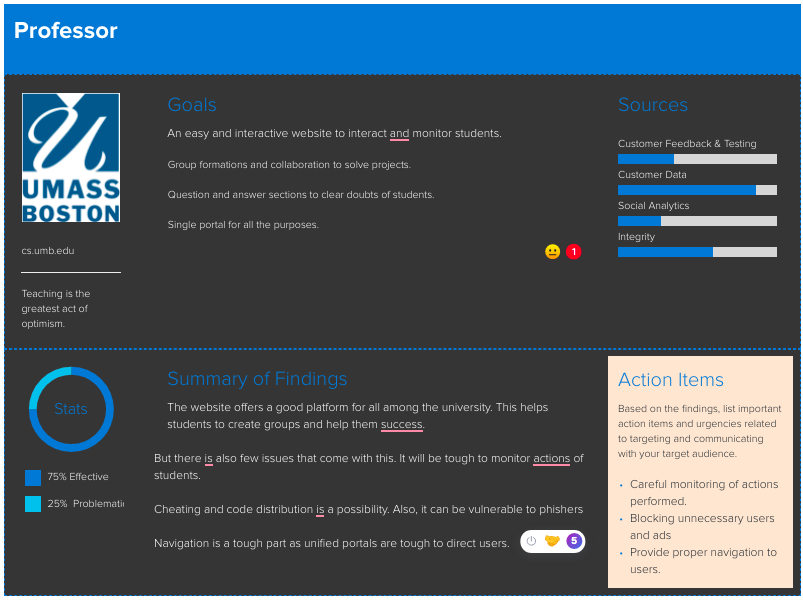 Professor
UMASS
BOSTON
cs.umb.edu
Teaching is the
greatest act of
optimism.
Goals
An easy and interactive website to interact and monitor students.
Group formations and collaboration to solve projects.
Question and answer sections to clear doubts of students.
Single portal for all the purposes.
1
Sources
Customer Feedback & Testing
Customer Data
Social Analytics
Integrity
Stats
75% Effective
25% Problemati
Summary of Findings
The website offers a good platform for all among the university. This helps
students to create groups and help them success.
But there is also few issues that come with this. It will be tough to monitor actions of
students.
Cheating and code distribution is a possibility. Also, it can be vulnerable to phishers
Navigation is a tough part as unified portals are tough to direct users.
5
Action Items
Based on the findings, list important
action items and urgencies related
to targeting and communicating
with your target audience.
• Careful monitoring of actions
performed.
• Blocking unnecessary users
and ads
• Provide proper navigation to
users.